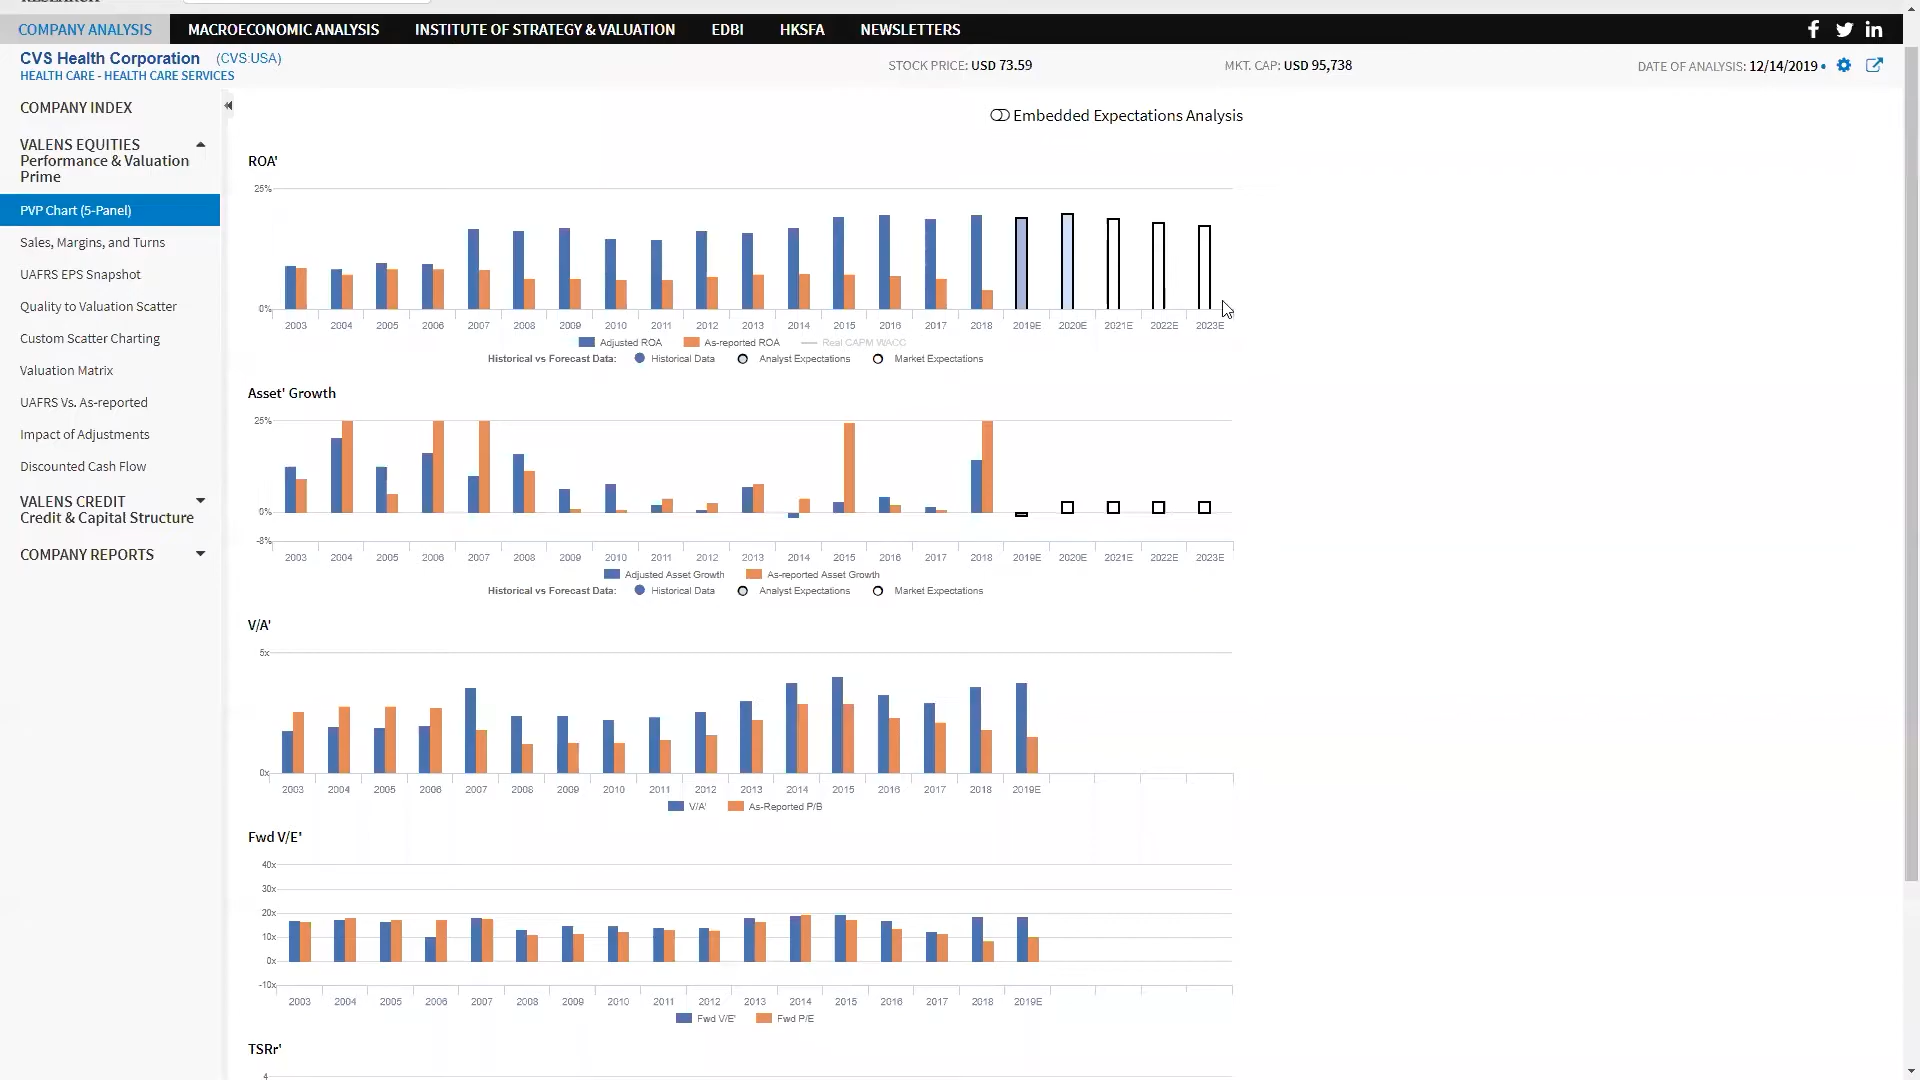 RESEARCH
COMPANY ANALYSIS MACROECONOMIC ANALYSIS INSTITUTE OF STRATEGY & VALUATION EDBI HKSFA NEWSLETTERS
CVS Health Corporation (CVS:USA)
HEALTH CARE - HEALTH CARE SERVICES
STOCK PRICE: USD 73.59 MKT. CAP: USD 95,738 DATE OF ANALYSIS: 12/14/2019
COMPANY INDEX
VALENS EQUITIES
Performance & Valuation
Prime
PVP Chart (5-Panel)
Sales, Margins, and Turns
UAFRS EPS Snapshot
Quality to Valuation Scatter
Custom Scatter Charting
Valuation Matrix
UAFRS Vs. As-reported
Impact of Adjustments
Discounted Cash Flow
VALENS CREDIT
Credit & Capital Structure
COMPANY REPORTS
Embedded Expectations Analysis
ROA'
25%
0%
2003 2004 2005 2006 2007 2008 2009 2010 2011 2012 2013 2014 2015 2016 2017 2018 2019E 2020E 2021E 2022E 2023E
Adjusted ROA As-reported ROA Real CAPM WACC
Historical vs Forecast Data: Historical Data Analyst Expectations Market Expectations
Asset' Growth
25%
0%
-8%
2003 2004 2005 2006 2007 2008 2009 2010 2011 2012 2013 2014 2015 2016 2017 2018 2019E 2020E 2021E 2022E 2023E
Adjusted Asset Growth As-reported Asset Growth
Historical vs Forecast Data: Historical Data Analyst Expectations Market Expectations
V/A'
5x
0x
2003 2004 2005 2006 2007 2008 2009 2010 2011 2012 2013 2014 2015 2016 2017 2018 2019E
V/A' As-Reported P/B
Fwd V/E'
40x
30x
20x
10x
0x
-10x
2003 2004 2005 2006 2007 2008 2009 2010 2011 2012 2013 2014 2015 2016 2017 2018 2019E
Fwd V/E' Fwd P/E
TSRr'
4